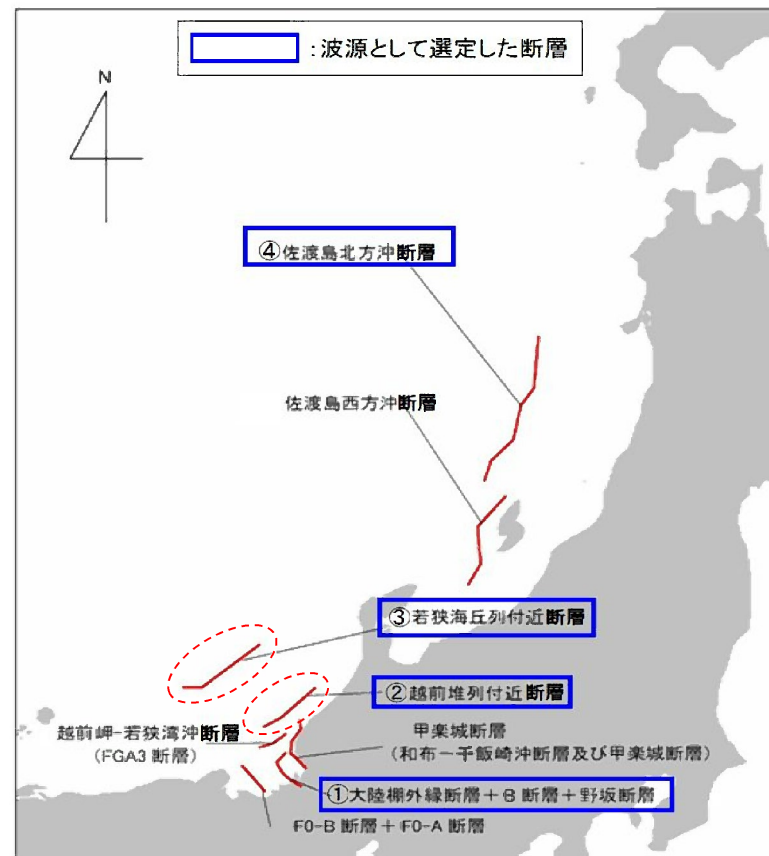 ：波源として選定した断層
N
④佐渡島北方沖断層
佐渡島西方沖断層
③若狭海丘列付近断層
②越前堆列付近断層
越前岬－若狭湾沖断層
（FGA3 断層）
甲楽城断層
（和布－干飯崎沖断層及び甲楽城断層）
①大陸棚外縁断層＋B断層＋野坂断層
FO-B 断層＋FO-A 断層